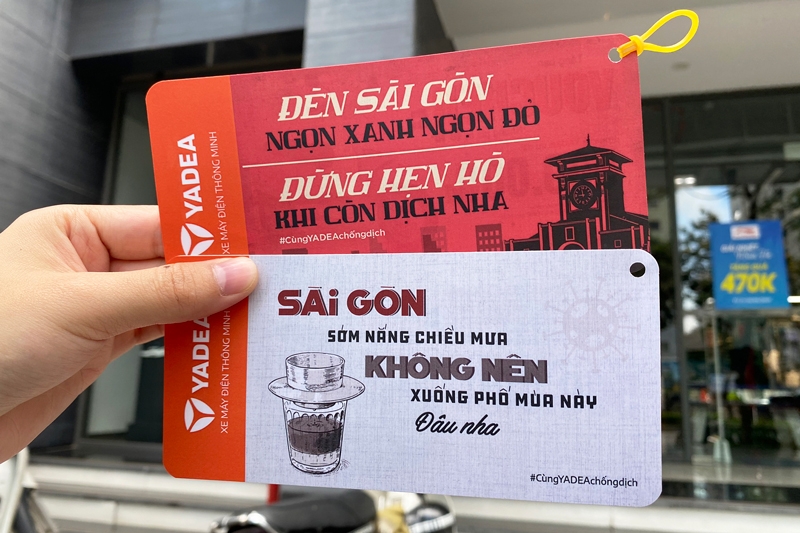 YADEA
XE MÁY ĐIỆN THÔNG MINH
ĐÈN SÀI GÒN
NGỌN XANH NGỌN ĐỎ
ĐỪNG HẸN HÒ
KHI CÒN DỊCH NHA
#CùngYADEAchốngdịch
YADEA
XE MÁY ĐIỆN THÔNG MINH
SÀi GÒN
SỚM NẮNG CHIỀU MƯA
KHÔNG NÊN
XUỐNG PHỐ MÙA NÀY
Đâu nha
#CùngYADEAchốngdịch
470K